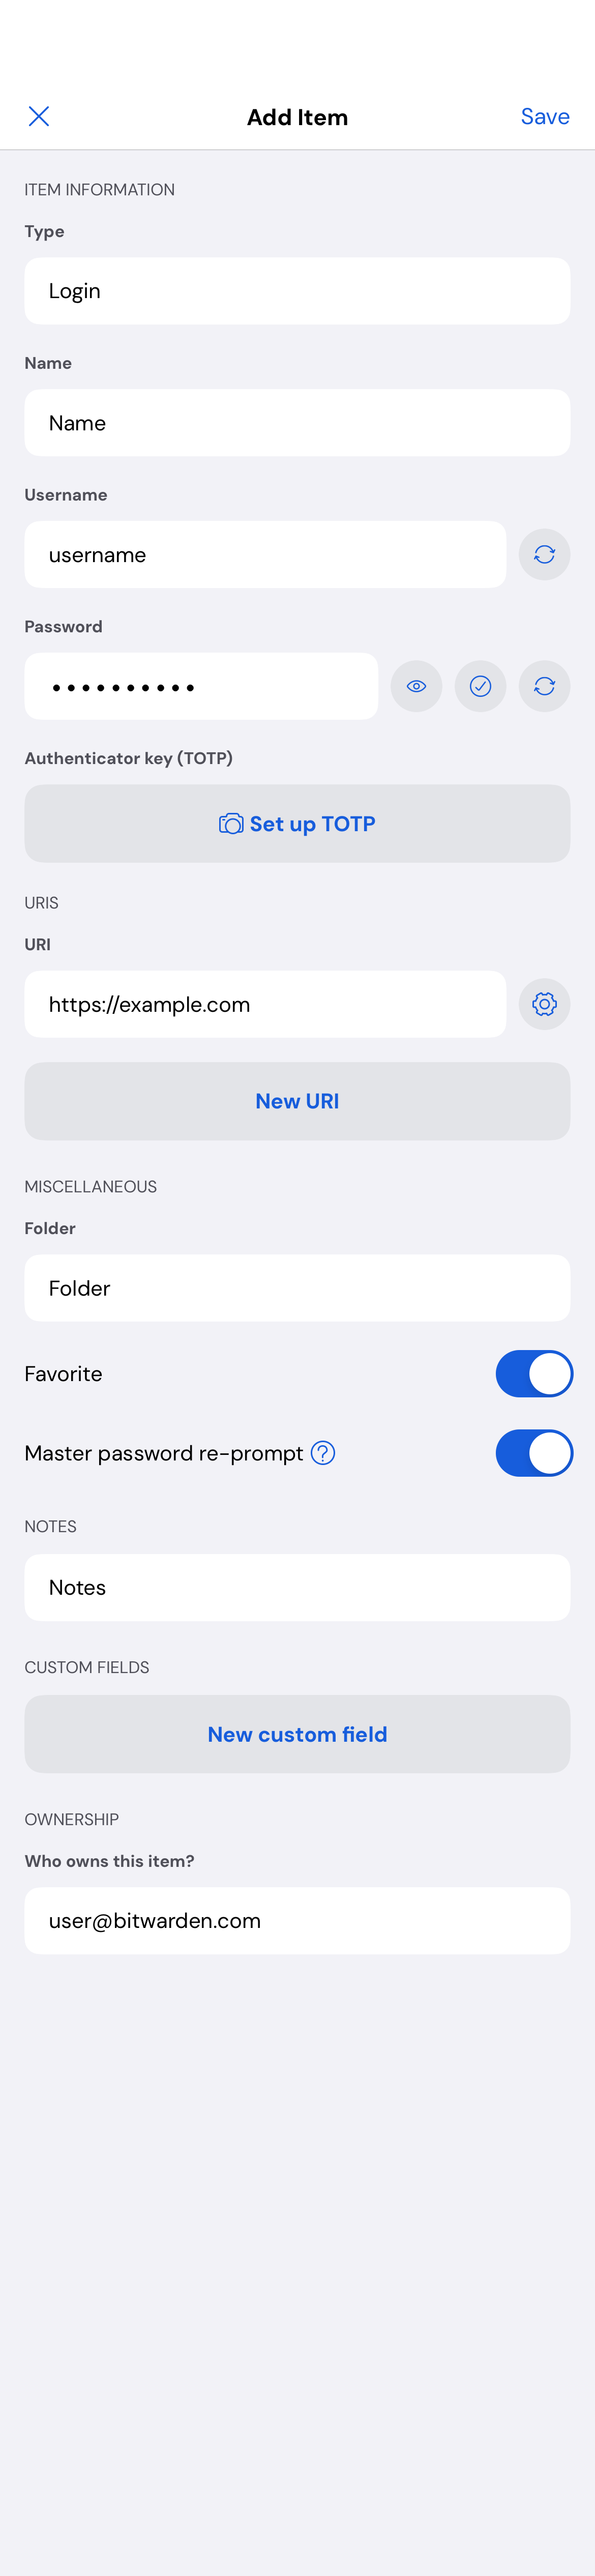 Add Item
Save
ITEM INFORMATION
Type
Login
Name
Name
Username
username
Password
••••••••••
Authenticator key (TOTP)
Set up TOTP
URIS
URI
https://example.com
New URI
MISCELLANEOUS
Folder
Folder
Favorite
Master password re-prompt
NOTES
Notes
CUSTOM FIELDS
New custom field
OWNERSHIP
Who owns this item?
user@bitwarden.com